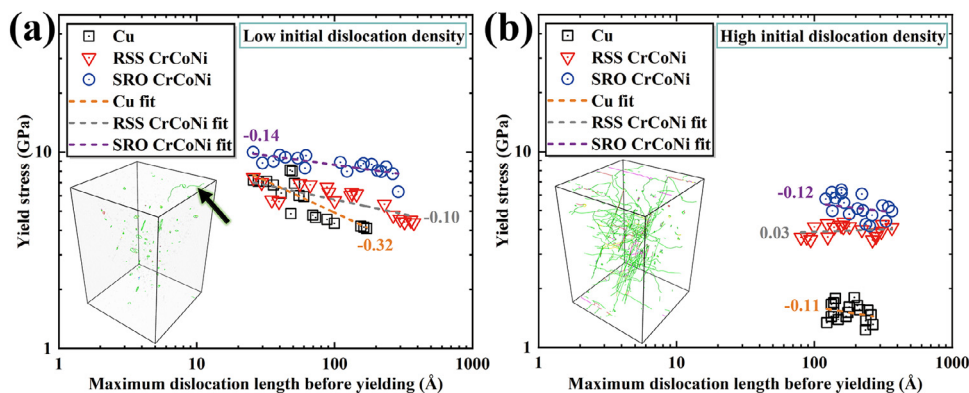 (a)
Low initial dislocation density
Cu
RSS CrCoNi
SRO CrCoNi
Cu fit
RSS CrCoNi fit
SRO CrCoNi fit
-0.14
-0.10
-0.32
Yield stress (GPa)
10
1
1 10 100 1000
Maximum dislocation length before yielding (Å)
(b)
High initial dislocation density
Cu
RSS CrCoNi
SRO CrCoNi
Cu fit
RSS CrCoNi fit
SRO CrCoNi fit
-0.12
0.03
-0.11
Yield stress (GPa)
10
1
1 10 100 1000
Maximum dislocation length before yielding (Å)